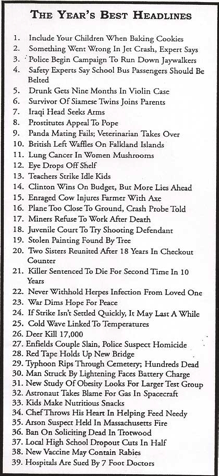 THE YEAR'S BEST HEADLINES
1. Include Your Children When Baking Cookies
2. Something Went Wrong In Jet Crash, Expert Says
3. Police Begin Campaign To Run Down Jaywalkers
4. Safety Experts Say School Bus Passengers Should Be
Belted
5. Drunk Gets Nine Months In Violin Case
6. Survivor Of Siamese Twins Joins Parents
7. Iraqi Head Seeks Arms
8. Prostitutes Appeal To Pope
9. Panda Mating Fails; Veterinarian Takes Over
10. British Left Waffles On Falkland Islands
11. Lung Cancer In Women Mushrooms
12. Eye Drops Off Shelf
13. Teachers Strike Idle Kids
14. Clinton Wins On Budget, But More Lies Ahead
15. Enraged Cow Injures Farmer With Axe
16. Plane Too Close To Ground, Crash Probe Told
17. Miners Refuse To Work After Death
18. Juvenile Court To Try Shooting Defendant
19. Stolen Painting Found By Tree
20. Two Sisters Reunited After 18 Years In Checkout
Counter
21. Killer Sentenced To Die For Second Time In 10
Years
22. Never Withhold Herpes Infection From Loved One
23. War Dims Hope For Peace
24. If Strike Isn't Settled Quickly, It May Last A While
25. Cold Wave Linked To Temperatures
26. Deer Kill 17,000
27. Enfields Couple Slain, Police Suspect Homicide
28. Red Tape Holds Up New Bridge
29. Typhoon Rips Through Cemetery; Hundreds Dead
30. Man Struck By Lightning Faces Battery Charge
31. New Study Of Obesity Looks For Larger Test Group
32. Astronaut Takes Blame For Gas In Spacecraft
33. Kids Make Nutritious Snacks
34. Chef Throws His Heart In Helping Feed Needy
35. Arson Suspect Held In Massachusetts Fire
36. Ban On Soliciting Dead In Trotwood
37. Local High School Dropout Cuts In Half
38. New Vaccine May Contain Rabies
39. Hospitals Are Sued By 7 Foot Doctors